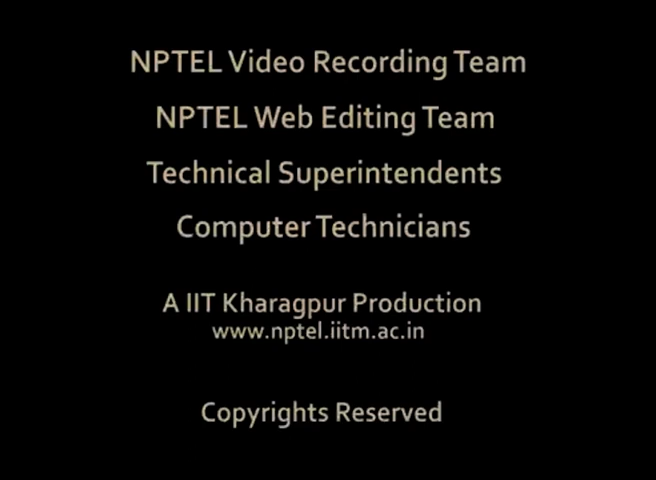 NPTEL Video Recording Team
NPTEL Web Editing Team
Technical Superintendents
Computer Technicians
A IIT Kharagpur Production
www.nptel.iitm.ac.in
Copyrights Reserved